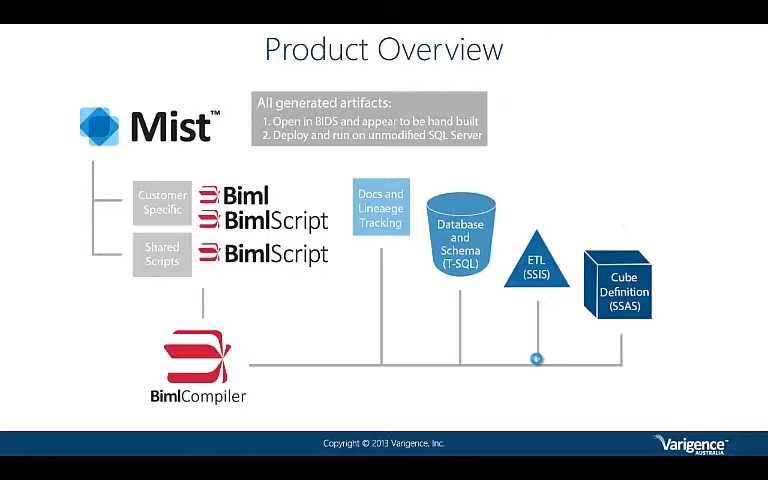 Product Overview
Mist™
All generated artifacts:
1. Open in BIDS and appear to be hand built
2. Deploy and run on unmodified SQL Server
Customer
Specific
Biml
BimlScript
Shared
Scripts
BimlScript
Docs and
Lineaege
Tracking
Database
and
Schema
(T-SQL)
ETL
(SSIS)
Cube
Definition
(SSAS)
BimlCompiler
Copyright © 2013 Varigence, Inc.
Varigence™
AUSTRALIA